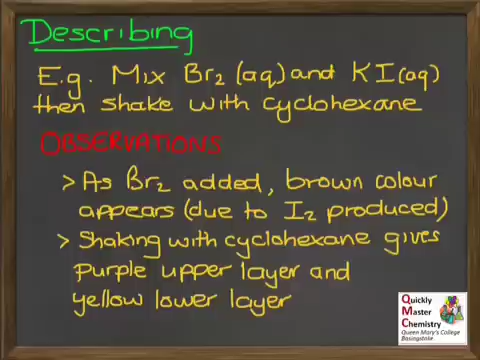 Describing
E.g. Mix Br₂ (aq) and KI(aq)
then shake with cyclohexane
OBSERVATIONS
> As Br₂ added, brown colour
appears (due to I₂ produced)
> Shaking with cyclohexane gives
purple upper layer and
yellow lower layer
Quickly
Master
Chemistry
Queen Mary's College
Basingstoke